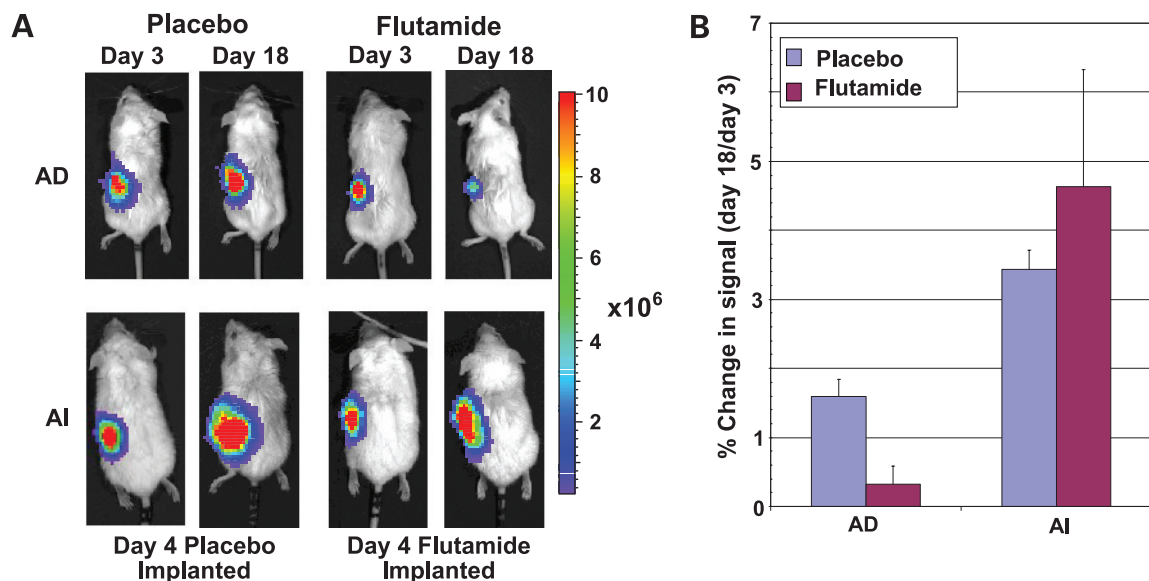 A
Placebo
Flutamide
Day 3
Day 18
Day 3
Day 18
AD
AI
10
8
6
4
2
x10⁶
Day 4 Placebo
Implanted
Day 4 Flutamide
Implanted
B
% Change in signal (day 18/day 3)
7
5
3
1
0
Placebo
Flutamide
AD
AI